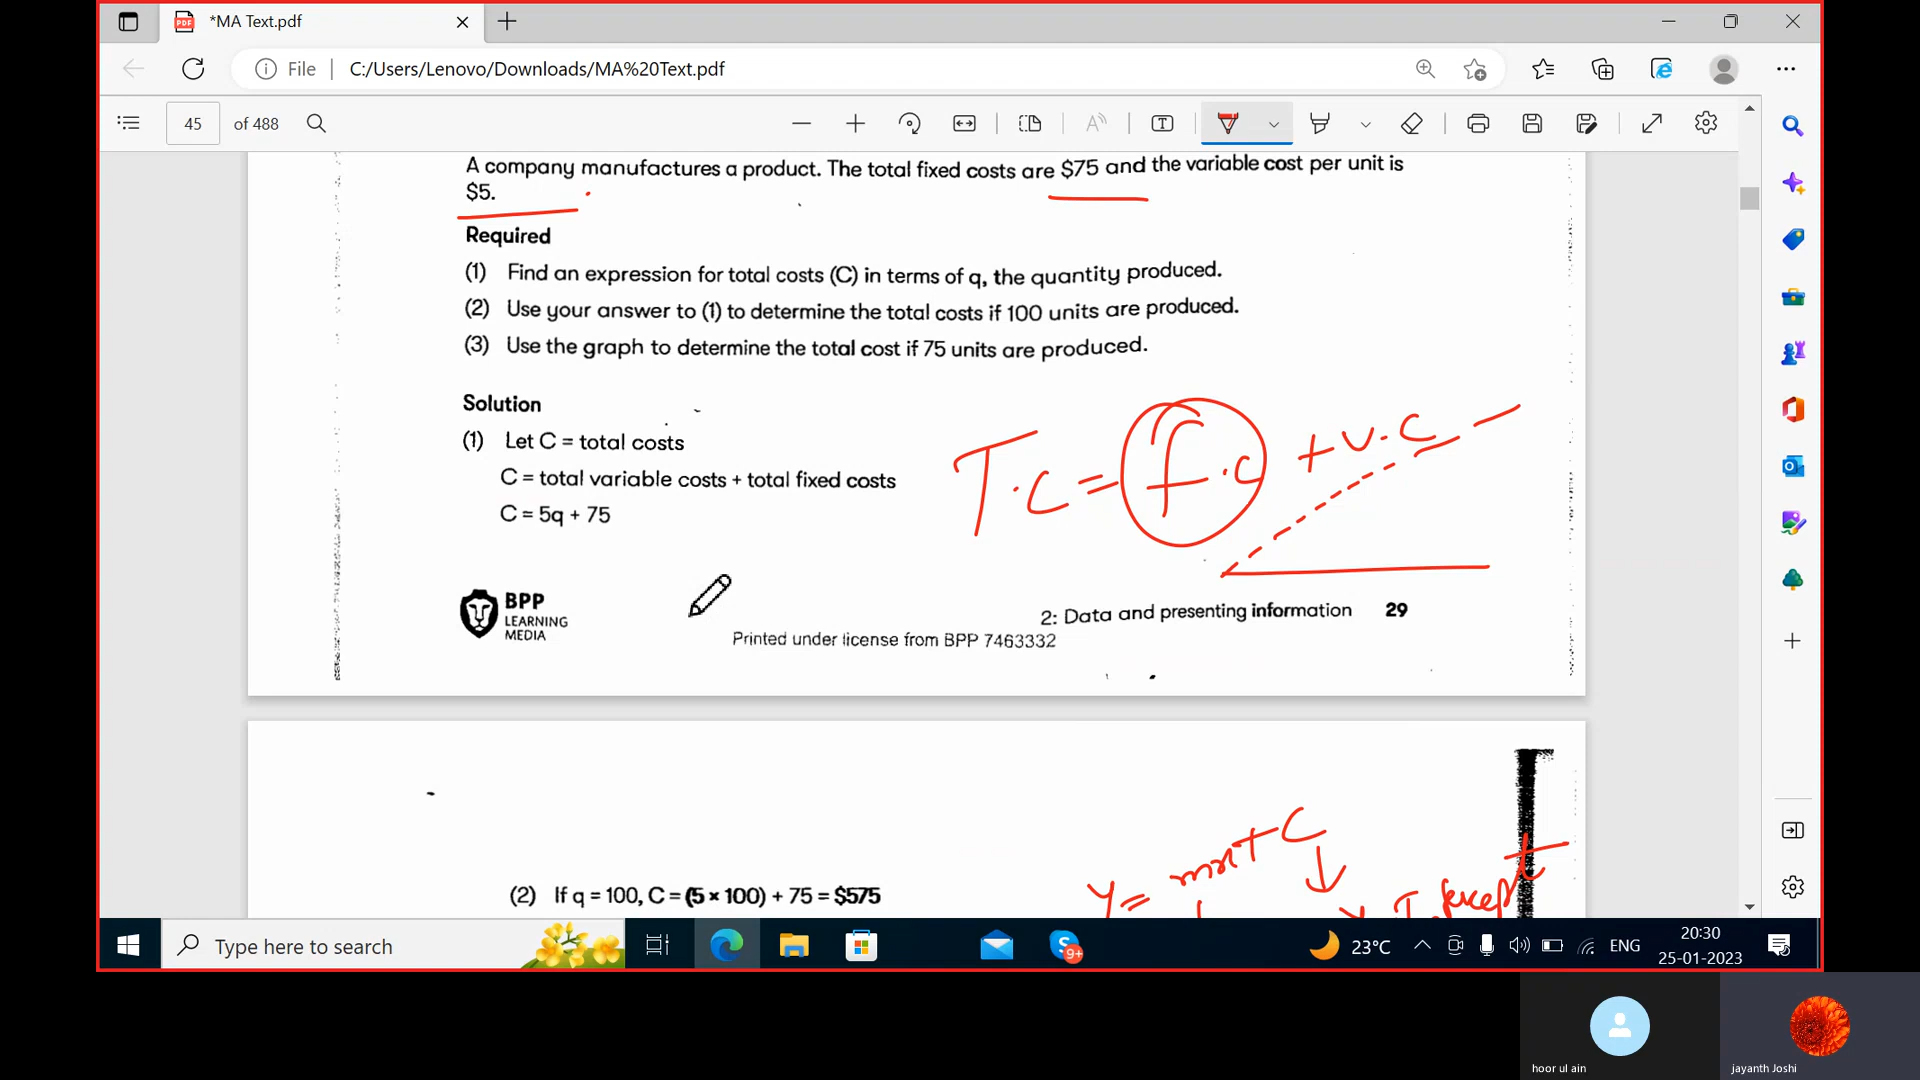 *MA Text.pdf
File
C:/Users/Lenovo/Downloads/MA%20Text.pdf
45 of 488
A company manufactures a product. The total fixed costs are $75 and the variable cost per unit is
$5.
Required
(1) Find an expression for total costs (C) in terms of q, the quantity produced.
(2) Use your answer to (1) to determine the total costs if 100 units are produced.
(3) Use the graph to determine the total cost if 75 units are produced.
Solution
(1) Let C = total costs
C = total variable costs + total fixed costs
C = 5q + 75
T.C = f.c + v.c
BPP
LEARNING
MEDIA
2: Data and presenting information 29
Printed under license from BPP 7463332
y = mx + C
(2) If q = 100, C = (5 × 100) + 75 = $575
Type here to search
9+
23°C
ENG
20:30
25-01-2023
hoor ul ain
jayanth Joshi